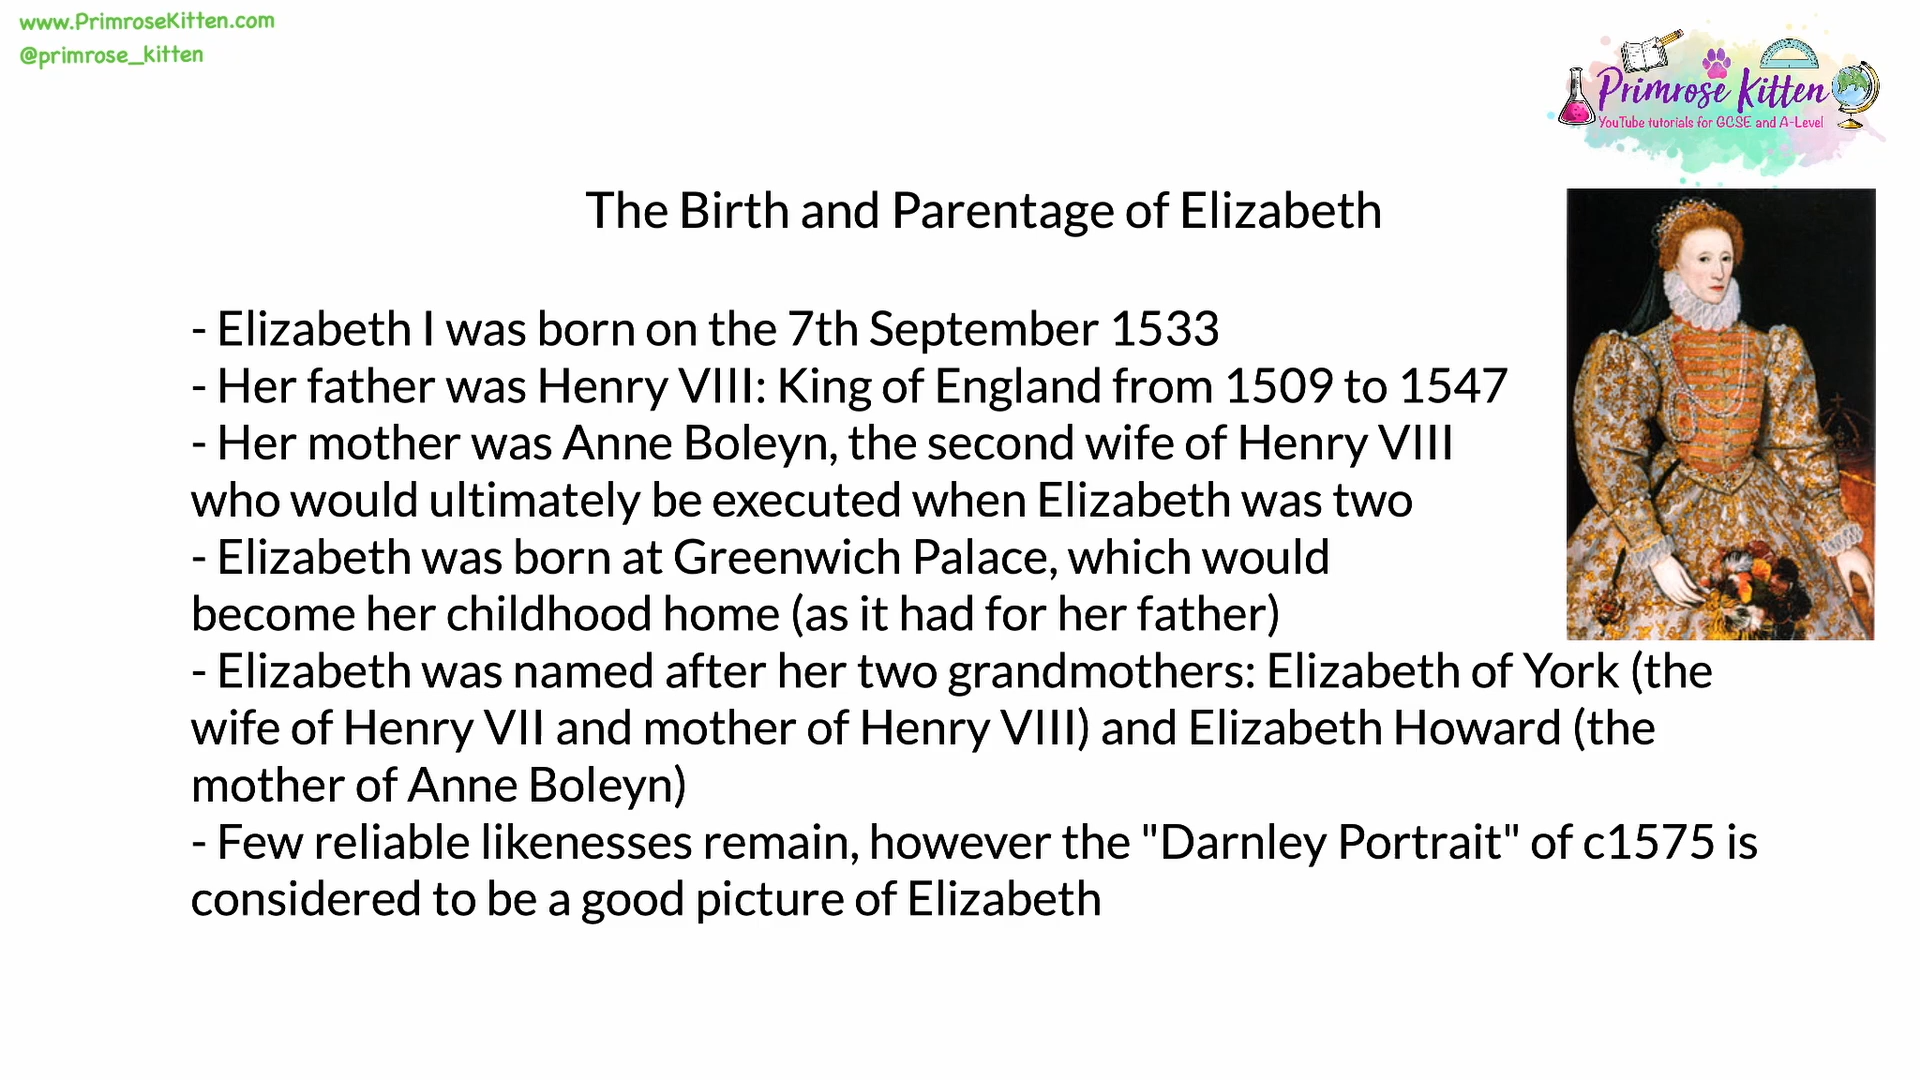 www.PrimroseKitten.com
@primrose_kitten
Primrose Kitten
YouTube tutorials for GCSE and A-Level
The Birth and Parentage of Elizabeth
- Elizabeth I was born on the 7th September 1533
- Her father was Henry VIII: King of England from 1509 to 1547
- Her mother was Anne Boleyn, the second wife of Henry VIII
who would ultimately be executed when Elizabeth was two
- Elizabeth was born at Greenwich Palace, which would
become her childhood home (as it had for her father)
- Elizabeth was named after her two grandmothers: Elizabeth of York (the
wife of Henry VII and mother of Henry VIII) and Elizabeth Howard (the
mother of Anne Boleyn)
- Few reliable likenesses remain, however the "Darnley Portrait" of c1575 is
considered to be a good picture of Elizabeth